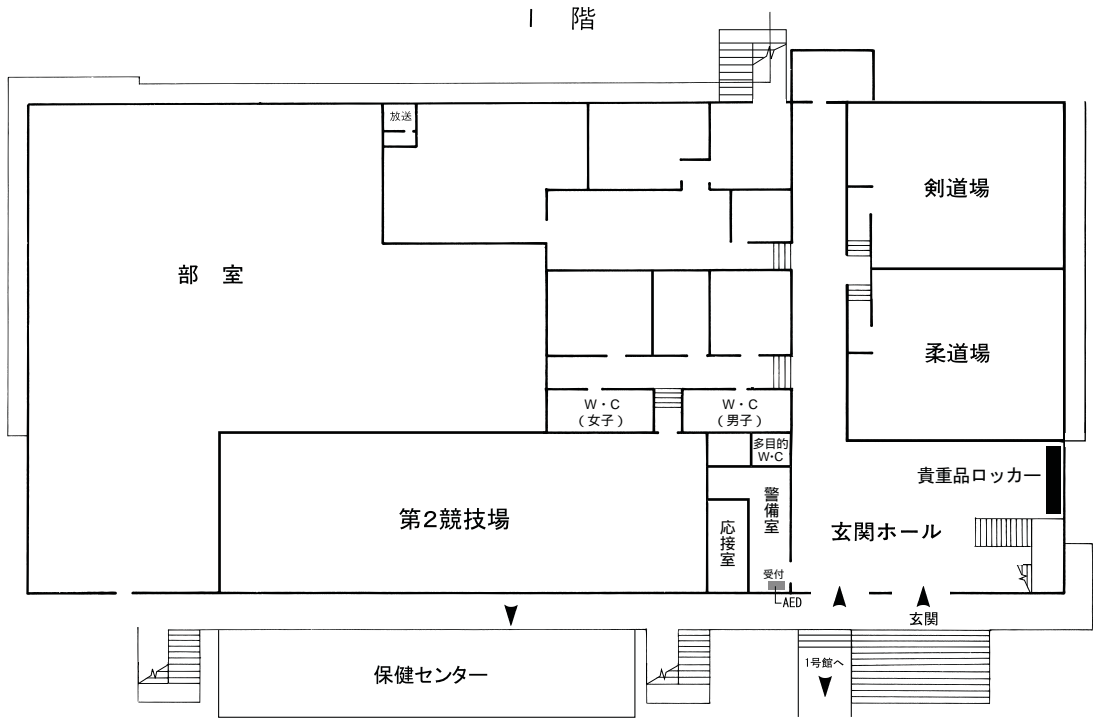 1 階
放送
剣道場
部 室
柔道場
W・C
(女子)
W・C
(男子)
多目的
W・C
貴重品ロッカー
警備室
第2競技場
応接室
玄関ホール
受付
AED
玄関
1号館へ
保健センター